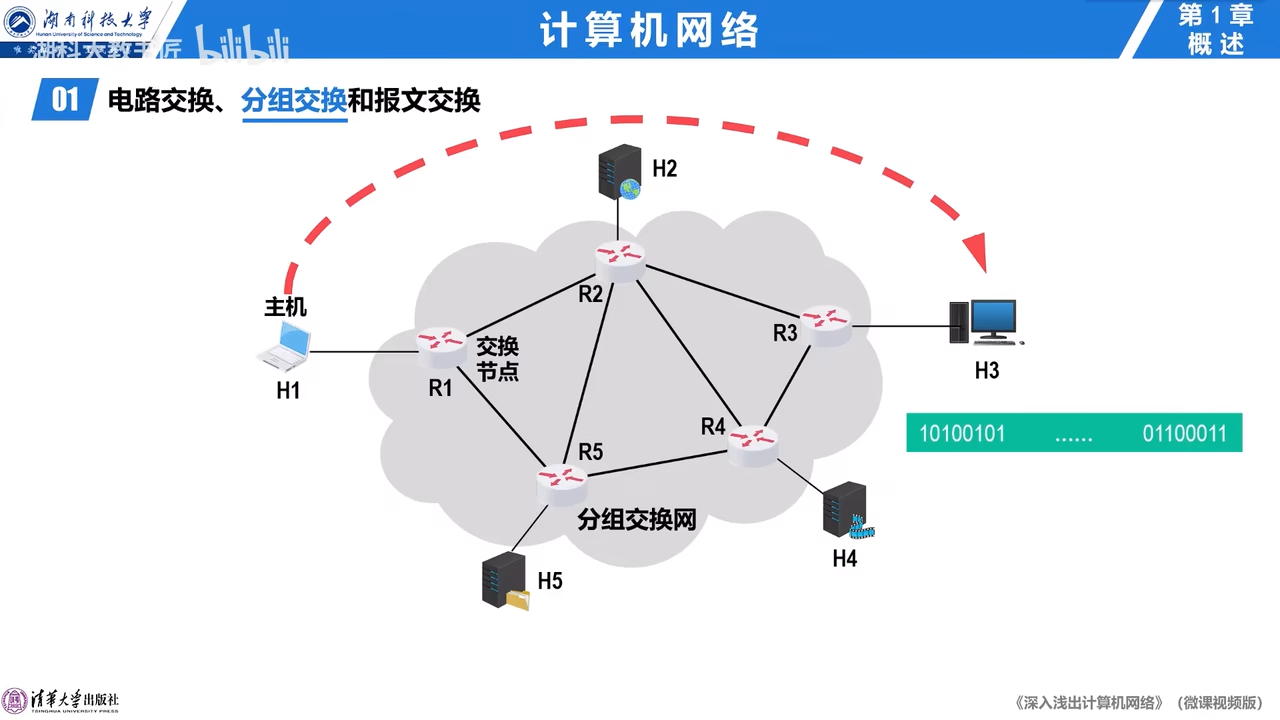 湖南科技大学
Hunan University of Science and Technology
湖科大教书匠 bilibili
计算机网络
第1章
概述
01 电路交换、分组交换和报文交换
H2
R2
主机
R3
交换
节点
H1
R1
H3
R4
10100101 …… 01100011
R5
分组交换网
H4
H5
清华大学出版社
TSINGHUA UNIVERSITY PRESS
《深入浅出计算机网络》（微课视频版）